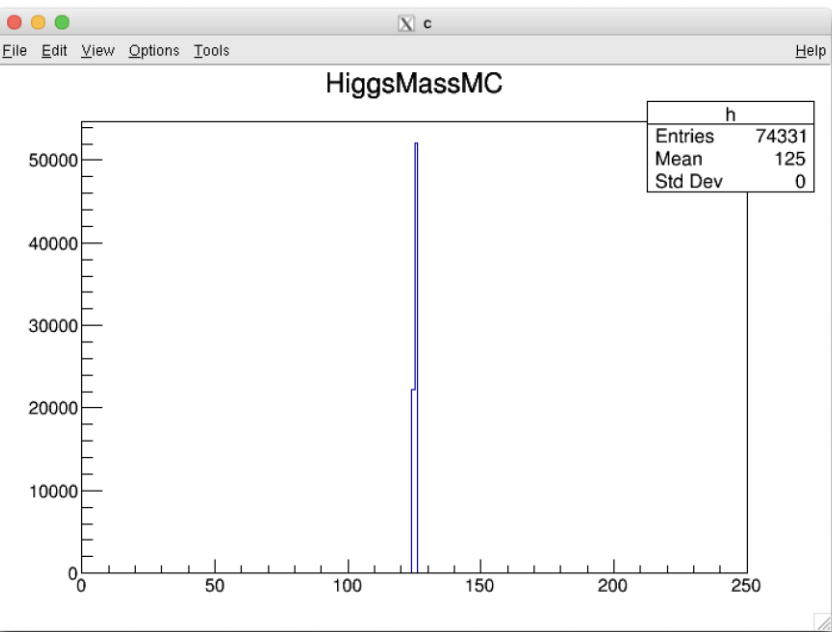 c
File Edit View Options Tools Help
HiggsMassMC
h
Entries 74331
Mean 125
Std Dev 0
50000
40000
30000
20000
10000
0
0 50 100 150 200 250